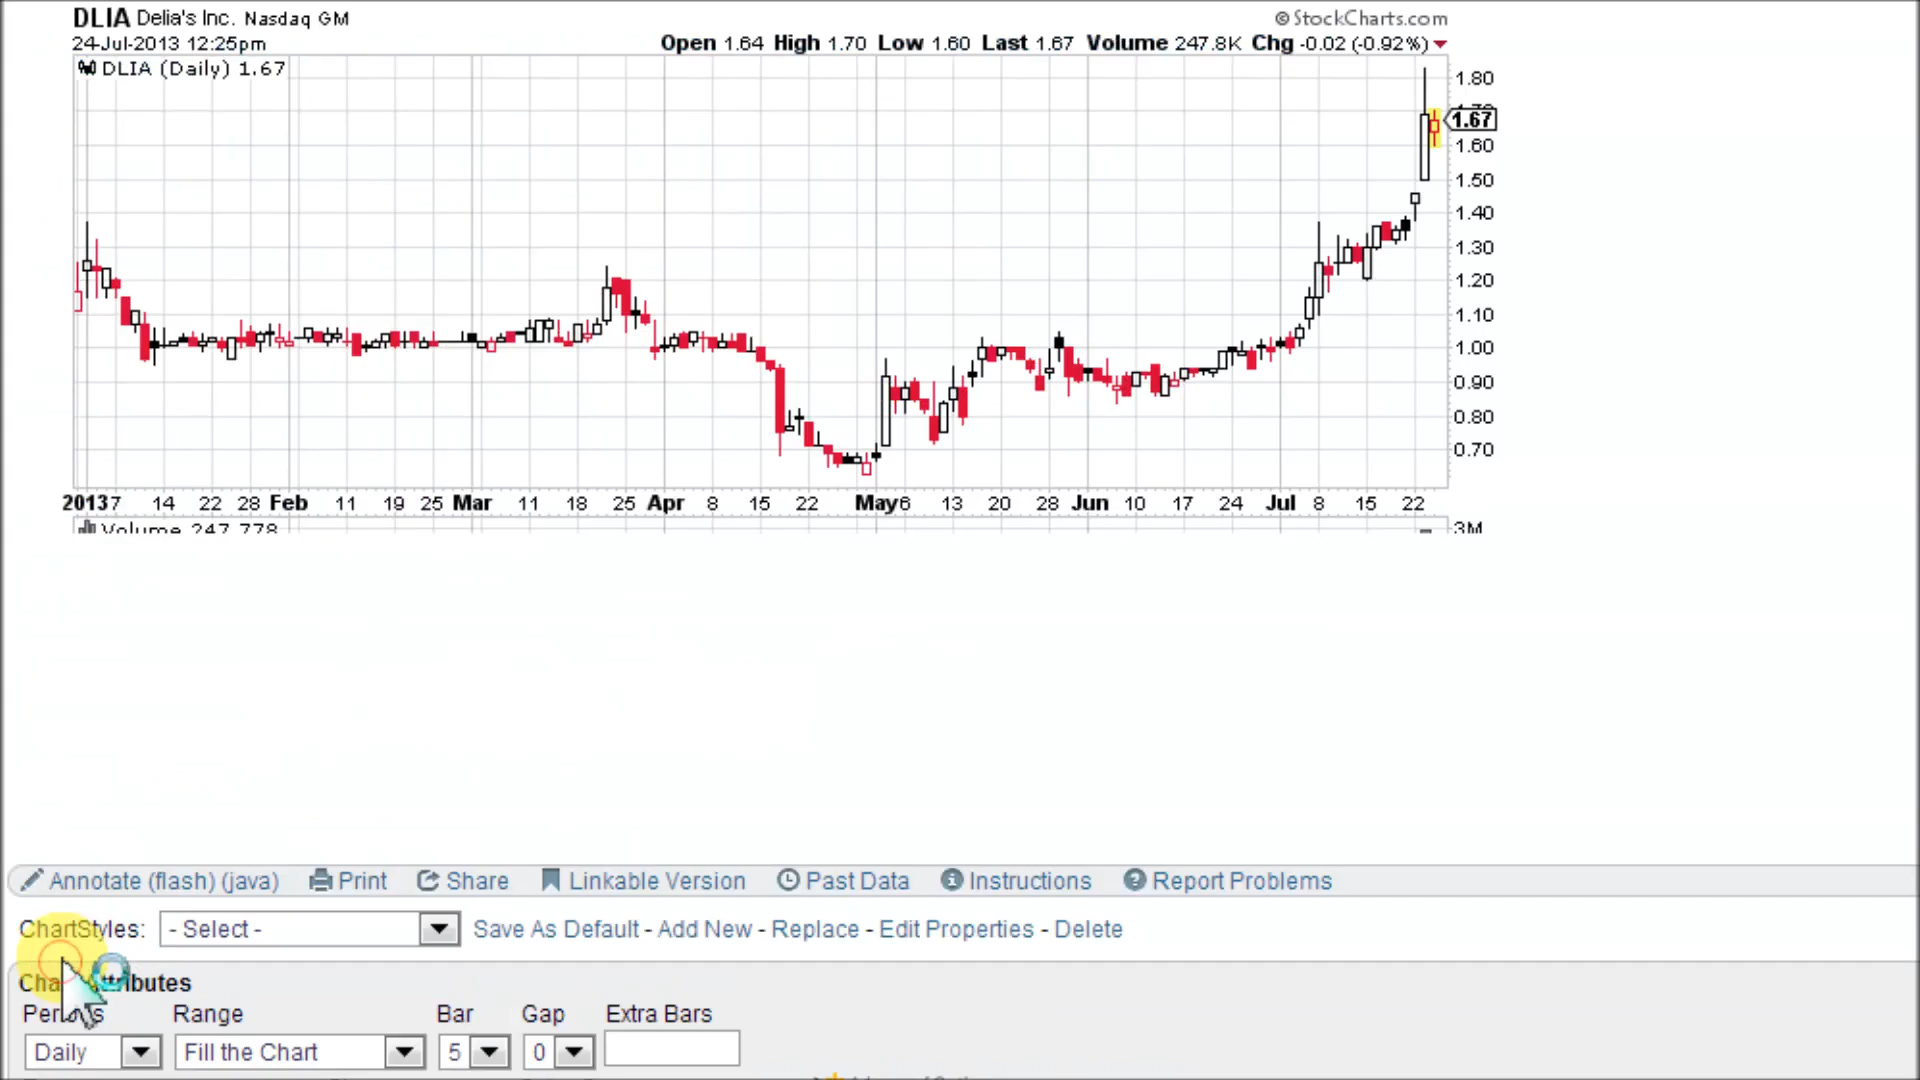 DLIA Delia's Inc. Nasdaq GM © StockCharts.com
24-Jul-2013 12:25pm Open 1.64 High 1.70 Low 1.60 Last 1.67 Volume 247.8K Chg -0.02 (-0.92%)
DLIA (Daily) 1.67
1.80
1.67
1.60
1.50
1.40
1.30
1.20
1.10
1.00
0.90
0.80
0.70
2013 7 14 22 28 Feb 11 19 25 Mar 11 18 25 Apr 8 15 22 May 6 13 20 28 Jun 10 17 24 Jul 8 15 22
Volume 247,778 3M
Annotate (flash) (java) Print Share Linkable Version Past Data Instructions Report Problems
ChartStyles: - Select - Save As Default - Add New - Replace - Edit Properties - Delete
Range Bar Gap Extra Bars
Daily Fill the Chart 5 0